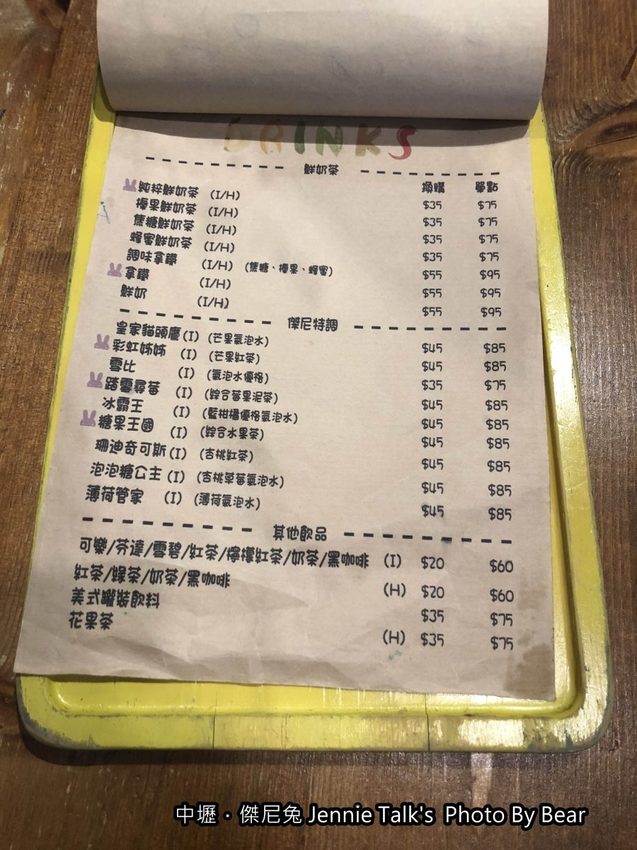 DRINKS
鮮奶茶 換購 單點
純粹鮮奶茶 (I/H) $35 $75
榛果鮮奶茶 (I/H) $35 $75
焦糖鮮奶茶 (I/H) $35 $75
蜂蜜鮮奶茶 (I/H) $35 $75
調味拿鐵 (I/H) (焦糖、榛果、蜂蜜) $55 $95
拿鐵 (I/H) $55 $95
鮮奶 (I/H) $55 $95
傑尼特調
皇家貓頭鷹(I) (芒果氣泡水) $45 $85
彩虹姊姊 (I) (芒果紅茶) $45 $85
雪比 (I) (氣泡水優格) $35 $75
踏雪尋莓 (I) (綜合莓果泥茶) $45 $85
冰霸王 (I) (藍柑橘優格氣泡水) $45 $85
糖果王國 (I) (綜合水果茶) $45 $85
珊迪奇可斯(I) (杏桃紅茶) $45 $85
泡泡糖公主(I) (杏桃草莓氣泡水) $45 $85
薄荷管家 (I) (薄荷氣泡水) $45 $85
其他飲品
可樂/芬達/雪碧/紅茶/檸檬紅茶/奶茶/黑咖啡 (I) $20 $60
紅茶/綠茶/奶茶/黑咖啡 (H) $20 $60
美式罐裝飲料 $35 $75
花果茶 (H) $35 $75
中壢・傑尼兔 Jennie Talk's Photo By Bear